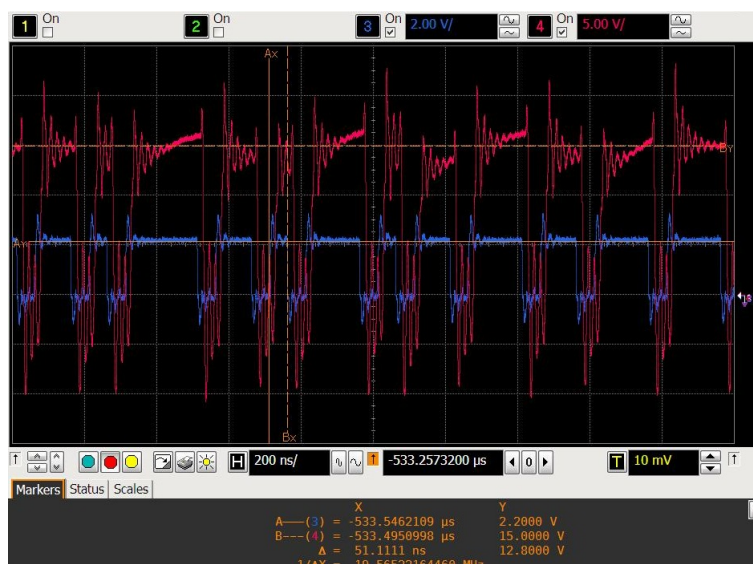 1 On 2 On 3 On 2.00 V/ 4 On 5.00 V/
Ax
By
Ay
Bx
H 200 ns/ -533.2573200 µs 0 T 10 mV
Markers Status Scales
X Y
A——(3) = -533.5462109 µs 2.2000 V
B---(4) = -533.4950998 µs 15.0000 V
Δ = 51.1111 ns 12.8000 V